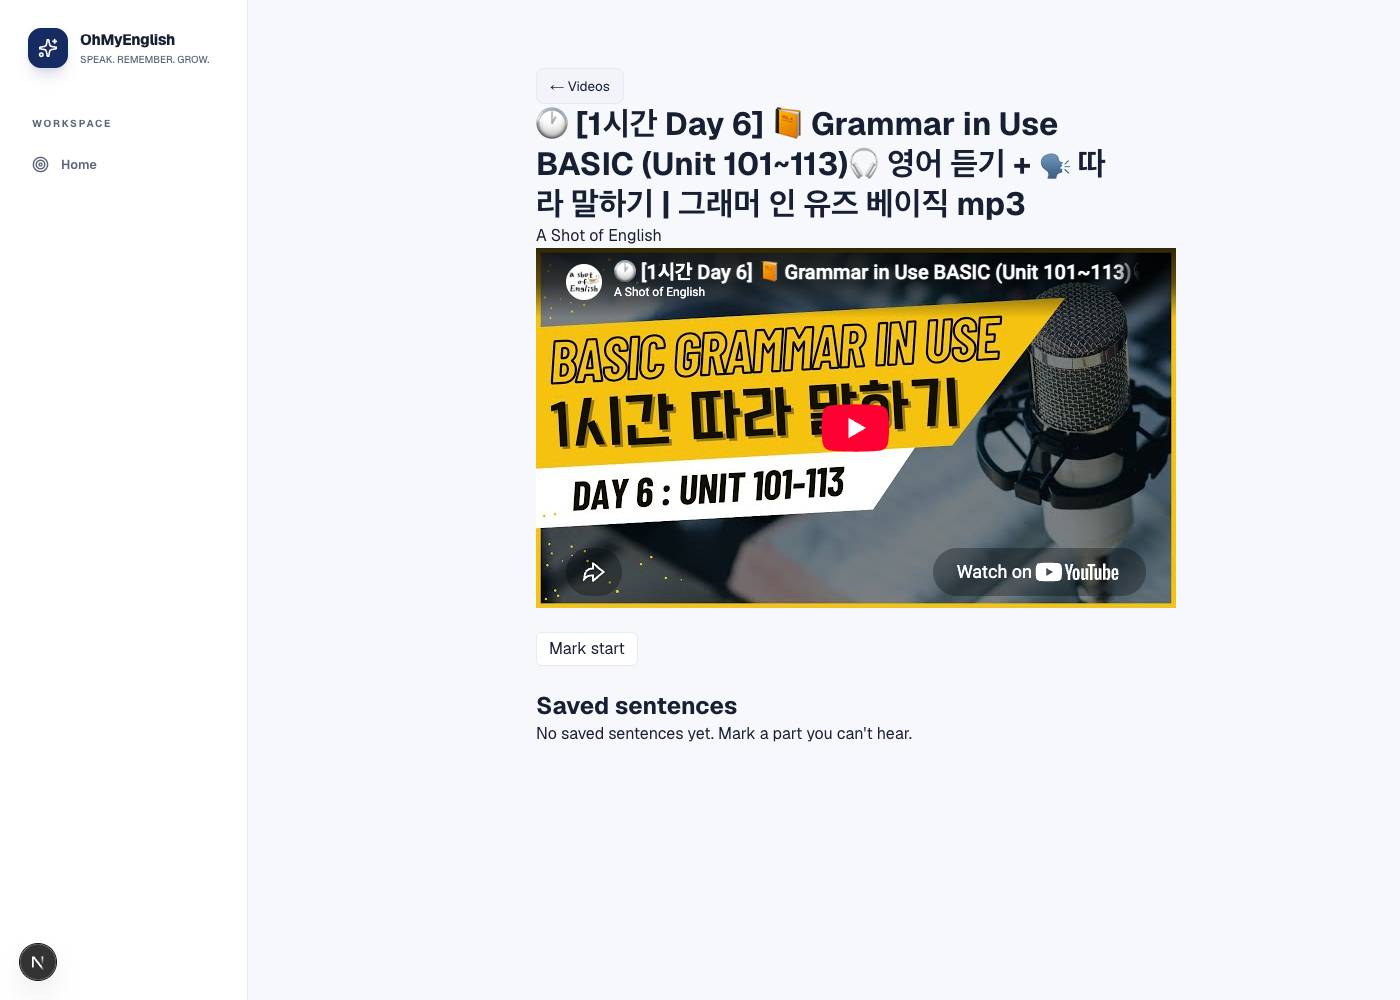 OhMyEnglish
SPEAK. REMEMBER. GROW.
WORKSPACE
Home
← Videos
🕐 [1시간 Day 6] 📙 Grammar in Use
BASIC (Unit 101~113)🎧 영어 듣기 + 🗣️ 따
라 말하기 | 그래머 인 유즈 베이직 mp3
A Shot of English
a shot
of
English
🕐 [1시간 Day 6] 📙 Grammar in Use BASIC (Unit 101~113)
A Shot of English
BASIC GRAMMAR IN USE
1시간 따라 말하기
DAY 6 : UNIT 101-113
Watch on YouTube
Mark start
Saved sentences
No saved sentences yet. Mark a part you can't hear.
N